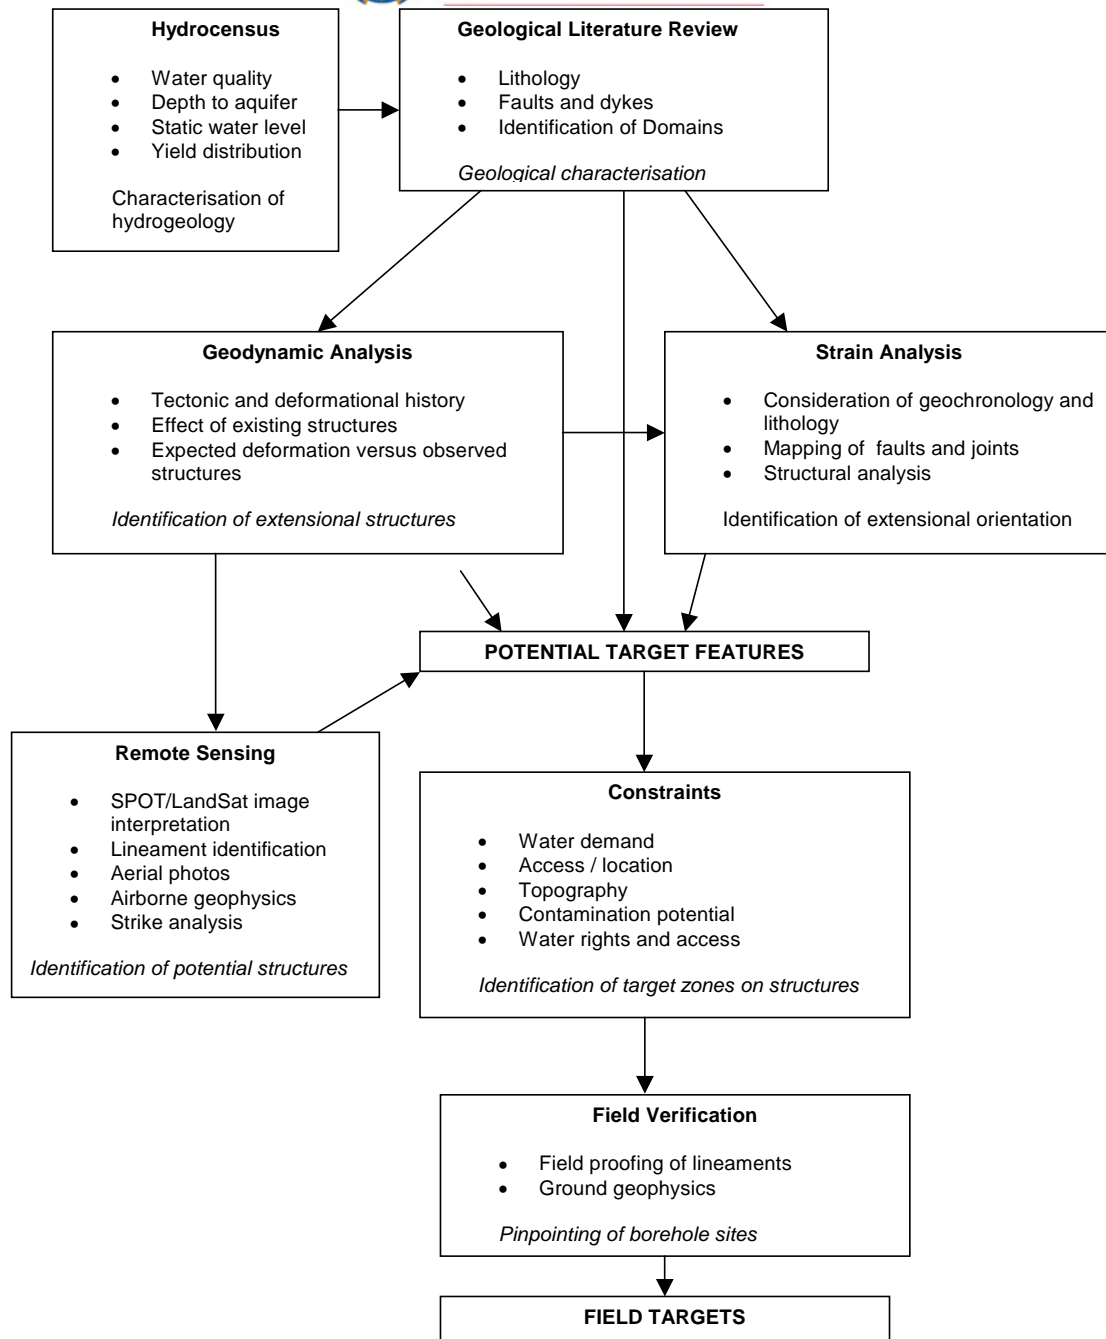 Hydrocensus
• Water quality
• Depth to aquifer
• Static water level
• Yield distribution
Characterisation of
hydrogeology
Geological Literature Review
• Lithology
• Faults and dykes
• Identification of Domains
Geological characterisation
Geodynamic Analysis
• Tectonic and deformational history
• Effect of existing structures
• Expected deformation versus observed
structures
Identification of extensional structures
Strain Analysis
• Consideration of geochronology and
lithology
• Mapping of faults and joints
• Structural analysis
Identification of extensional orientation
POTENTIAL TARGET FEATURES
Remote Sensing
• SPOT/LandSat image
interpretation
• Lineament identification
• Aerial photos
• Airborne geophysics
• Strike analysis
Identification of potential structures
Constraints
• Water demand
• Access / location
• Topography
• Contamination potential
• Water rights and access
Identification of target zones on structures
Field Verification
• Field proofing of lineaments
• Ground geophysics
Pinpointing of borehole sites
FIELD TARGETS